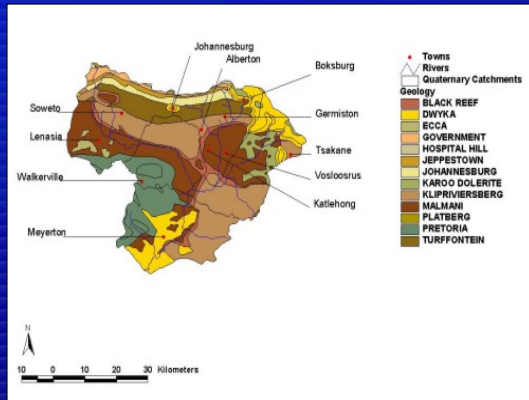 Johannesburg
Alberton
Boksburg
Soweto
Germiston
Lenasia
Tsakane
Walkerville
Vosloosrus
Katlehong
Meyerton
Towns
Rivers
Quaternary Catchments
Geology
BLACK REEF
DWYKA
ECCA
GOVERNMENT
HOSPITAL HILL
JEPPESTOWN
JOHANNESBURG
KAROO DOLERITE
KLIPRIVIERSBERG
MALMANI
PLATBERG
PRETORIA
TURFFONTEIN
N
10 0 10 20 30 Kilometers